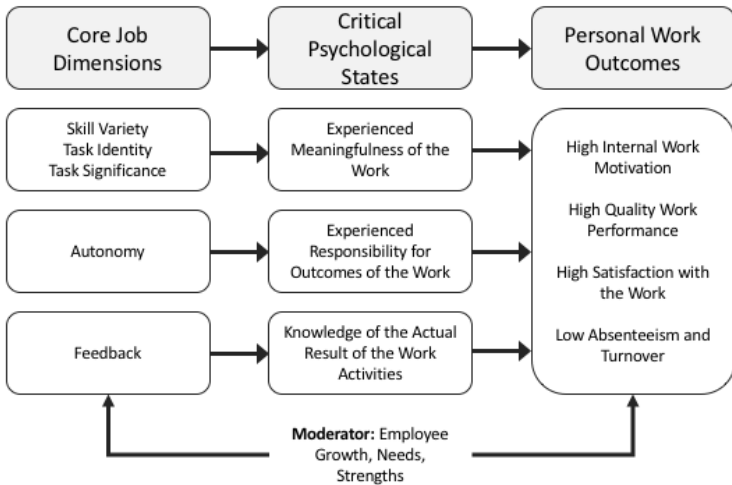 Core Job
Dimensions
Critical
Psychological
States
Personal Work
Outcomes
Skill Variety
Task Identity
Task Significance
Experienced
Meaningfulness of the
Work
High Internal Work
Motivation
High Quality Work
Performance
High Satisfaction with
the Work
Low Absenteeism and
Turnover
Autonomy
Experienced
Responsibility for
Outcomes of the Work
Feedback
Knowledge of the Actual
Result of the Work
Activities
Moderator: Employee
Growth, Needs,
Strengths